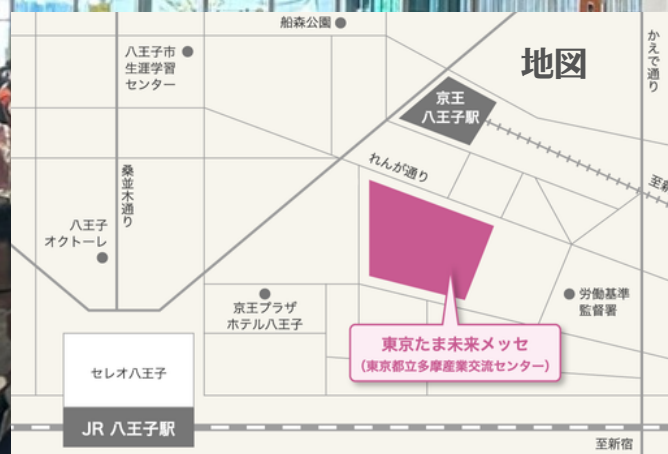 船森公園
地図
かえで通り
八王子市
生涯学習
センター
京王
八王子駅
れんが通り
桑並木通り
八王子
オクトーレ
京王プラザ
ホテル八王子
労働基準
監督署
東京たま未来メッセ
(東京都立多摩産業交流センター)
セレオ八王子
JR 八王子駅
至新宿